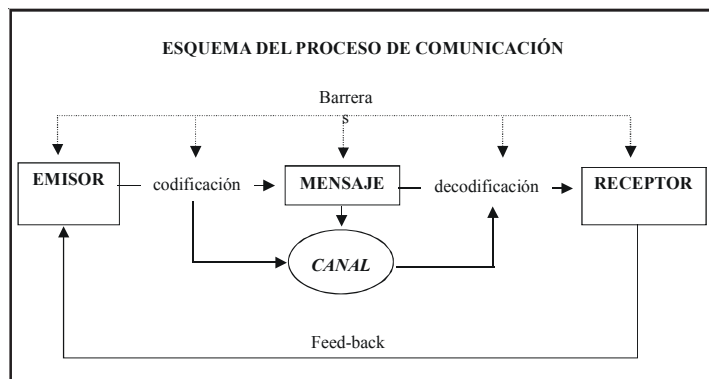 ESQUEMA DEL PROCESO DE COMUNICACIÓN
Barrera
s
EMISOR
codificación
MENSAJE
decodificación
RECEPTOR
CANAL
Feed-back